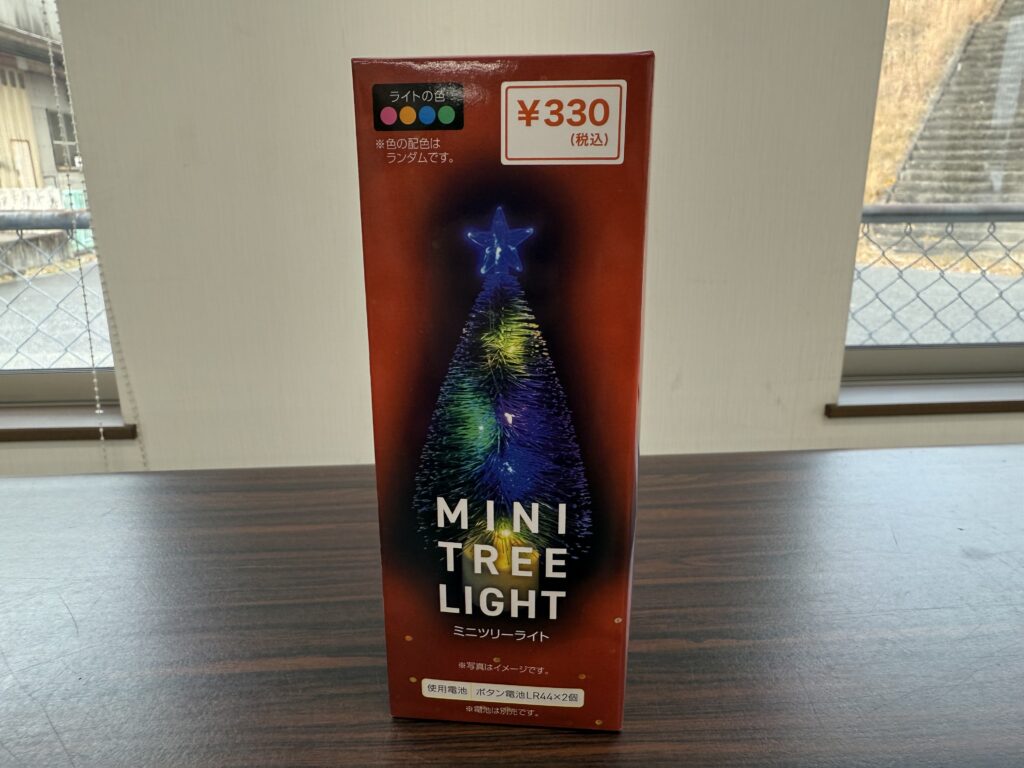 ライトの色
※色の配色は
ランダムです。
¥330
(税込)
MINI
TREE
LIGHT
ミニツリーライト
※写真はイメージです。
使用電池 ボタン電池LR44×2個
※電池は別売です。